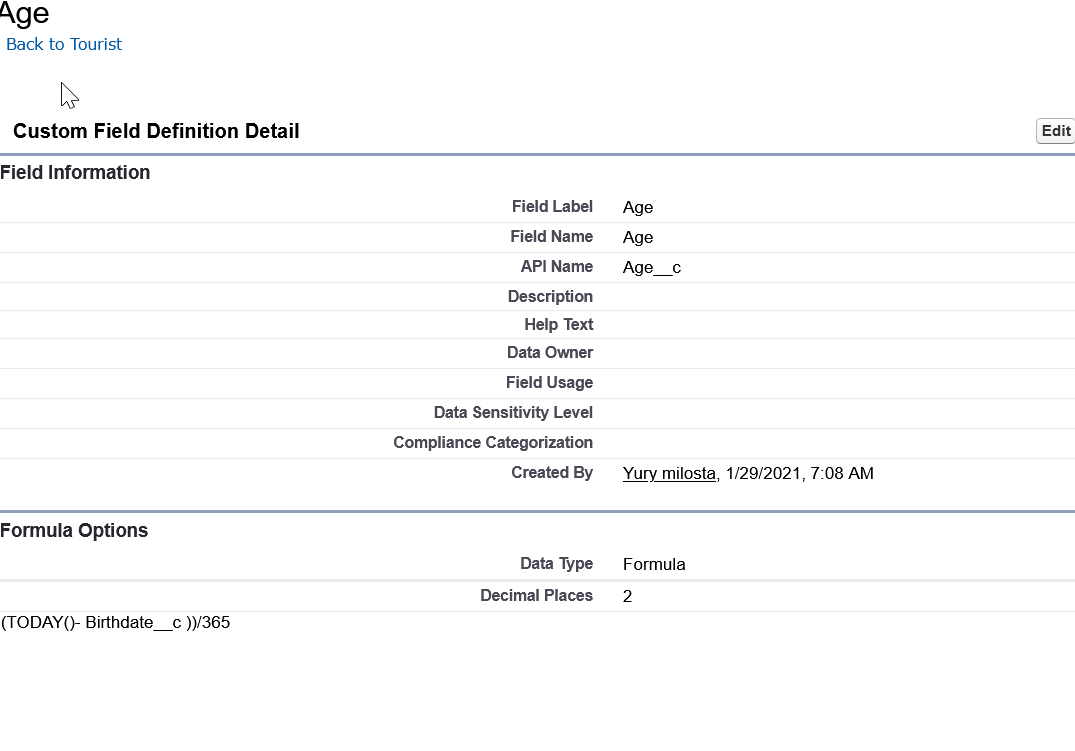 Age
Back to Tourist
Custom Field Definition Detail
Edit
Field Information
Field Label Age
Field Name Age
API Name Age__c
Description
Help Text
Data Owner
Field Usage
Data Sensitivity Level
Compliance Categorization
Created By Yury milosta, 1/29/2021, 7:08 AM
Formula Options
Data Type Formula
Decimal Places 2
(TODAY()- Birthdate__c ))/365